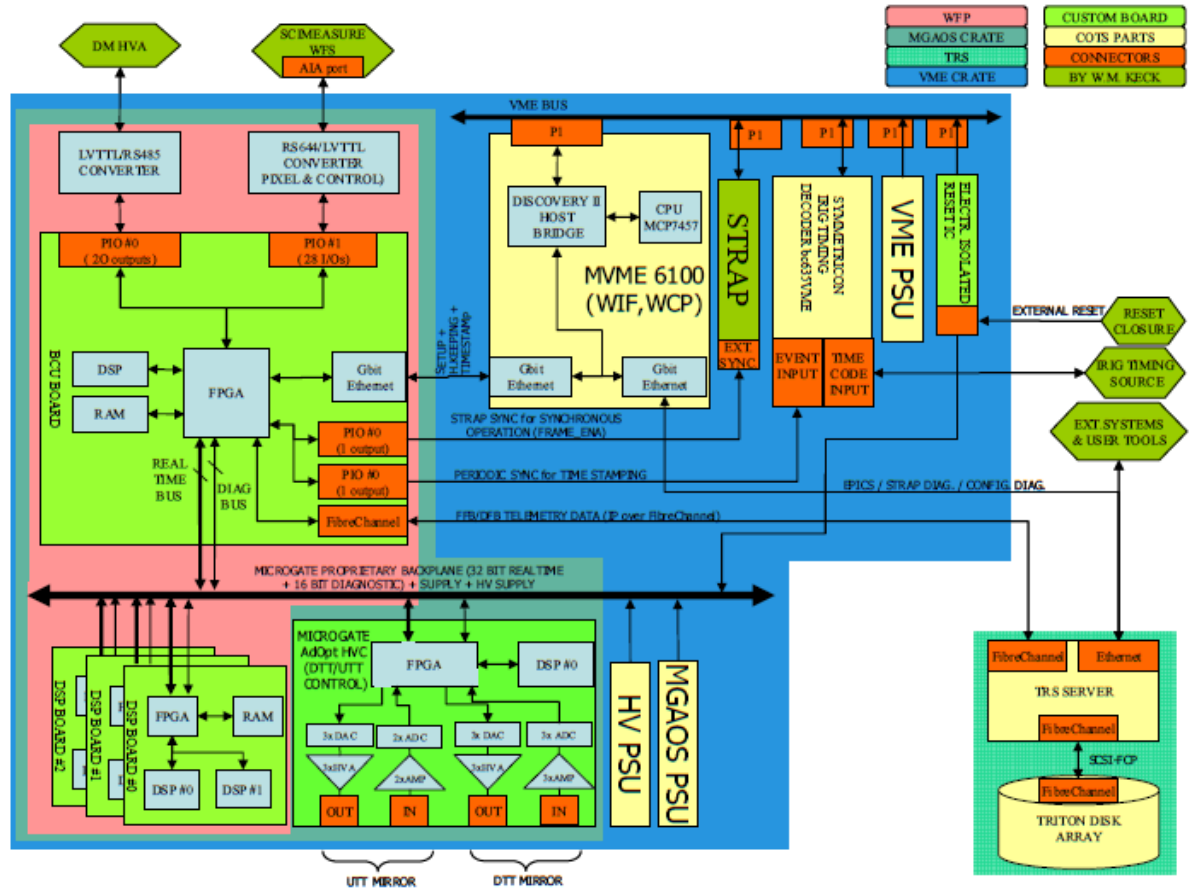 DM HVA
SCIMEASURE
WFS
AIA port
WFP
MGAOS CRATE
TRS
VME CRATE
CUSTOM BOARD
COTS PARTS
CONNECTORS
BY W.M. KECK
VME BUS
LVTTL/RS485
CONVERTER
RS644/LVTTL
CONVERTER
PIXEL & CONTROL)
PIO #0
( 2O outputs)
PIO #1
( 28 I/Os)
BCU BOARD
DSP
RAM
FPGA
Gbit
Ethernet
PIO #0
(1 output)
PIO #0
(1 output)
FibreChannel
REAL
TIME
BUS
DIAG
BUS
SETUP +
H.KEEPING +
TIMESTAMp
P1
DISCOVERY II
HOST
BRIDGE
CPU
MCP7457
MVME 6100
(WIF,WCP)
Gbit
Ethernet
Gbit
Ethernet
P1
STRAP
EXT.
SYNC
P1
SYMMETRICON
IRIG TIMING
DECODER bc635VME
EVENT
INPUT
TIME
CODE
INPUT
P1
VME PSU
P1
ELECTR. ISOLATED
RESET IC
EXTERNAL RESET
RESET
CLOSURE
IRIG TIMING
SOURCE
EXT.SYSTEMS
& USER TOOLS
STRAP SYNC for SYNCHRONOUS
OPERATION (FRAME_ENA)
PERIODIC SYNC for TIME STAMPING
EPICS / STRAP DIAG. / CONFIG. DIAG.
FFB/DFB TELEMETRY DATA (IP over FibreChannel)
MICROGATE PROPRIETARY BACKPLANE (32 BIT REALTIME
+ 16 BIT DIAGNOSTIC) + SUPPLY + HV SUPPLY
DSP BOARD #2
DSP BOARD #1
DSP BOARD #0
FPGA
RAM
DSP #0
DSP #1
MICROGATE
AdOpt HVC
(DTT/UTT
CONTROL)
FPGA
DSP #0
3x DAC
2x ADC
3x DAC
3x ADC
3xHVA
2xAMP
3xHVA
3xAMP
OUT
IN
OUT
IN
UTT MIRROR
DTT MIRROR
HV PSU
MGAOS PSU
FibreChannel
Ethernet
TRS SERVER
FibreChannel
SCSI-FCP
FibreChannel
TRITON DISK
ARRAY